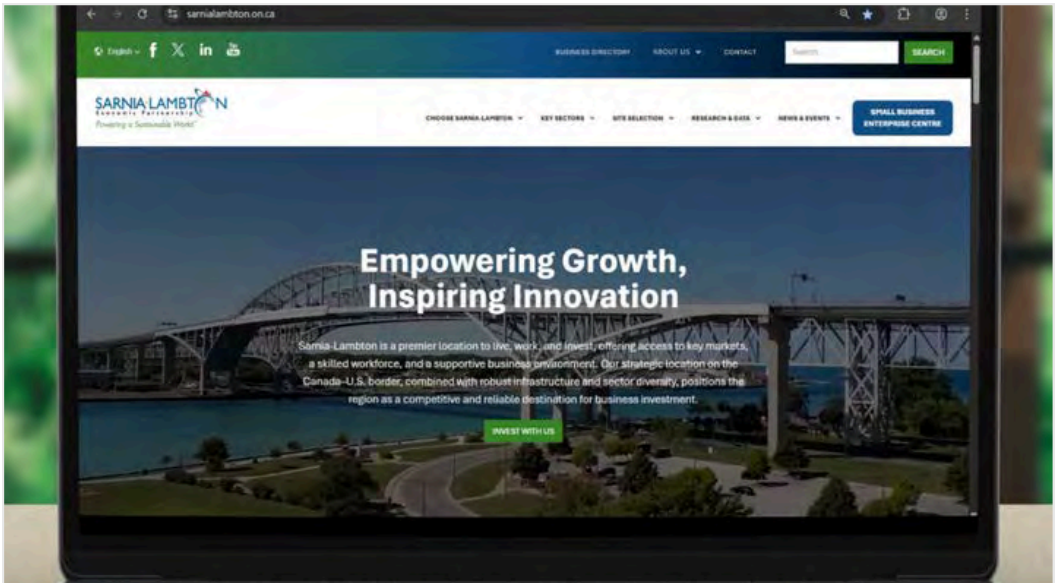 sarnialambton.on.ca
English
BUSINESS DIRECTORY ABOUT US CONTACT Search SEARCH
SARNIA LAMBTON
Economic Partnership
Powering a Sustainable World
CHOOSE SARNIA-LAMBTON KEY SECTORS SITE SELECTION RESEARCH & DATA NEWS & EVENTS
SMALL BUSINESS
ENTERPRISE CENTRE
Empowering Growth,
Inspiring Innovation
Sarnia-Lambton is a premier location to live, work, and invest, offering access to key markets,
a skilled workforce, and a supportive business environment. Our strategic location on the
Canada–U.S. border, combined with robust infrastructure and sector diversity, positions the
region as a competitive and reliable destination for business investment.
INVEST WITH US